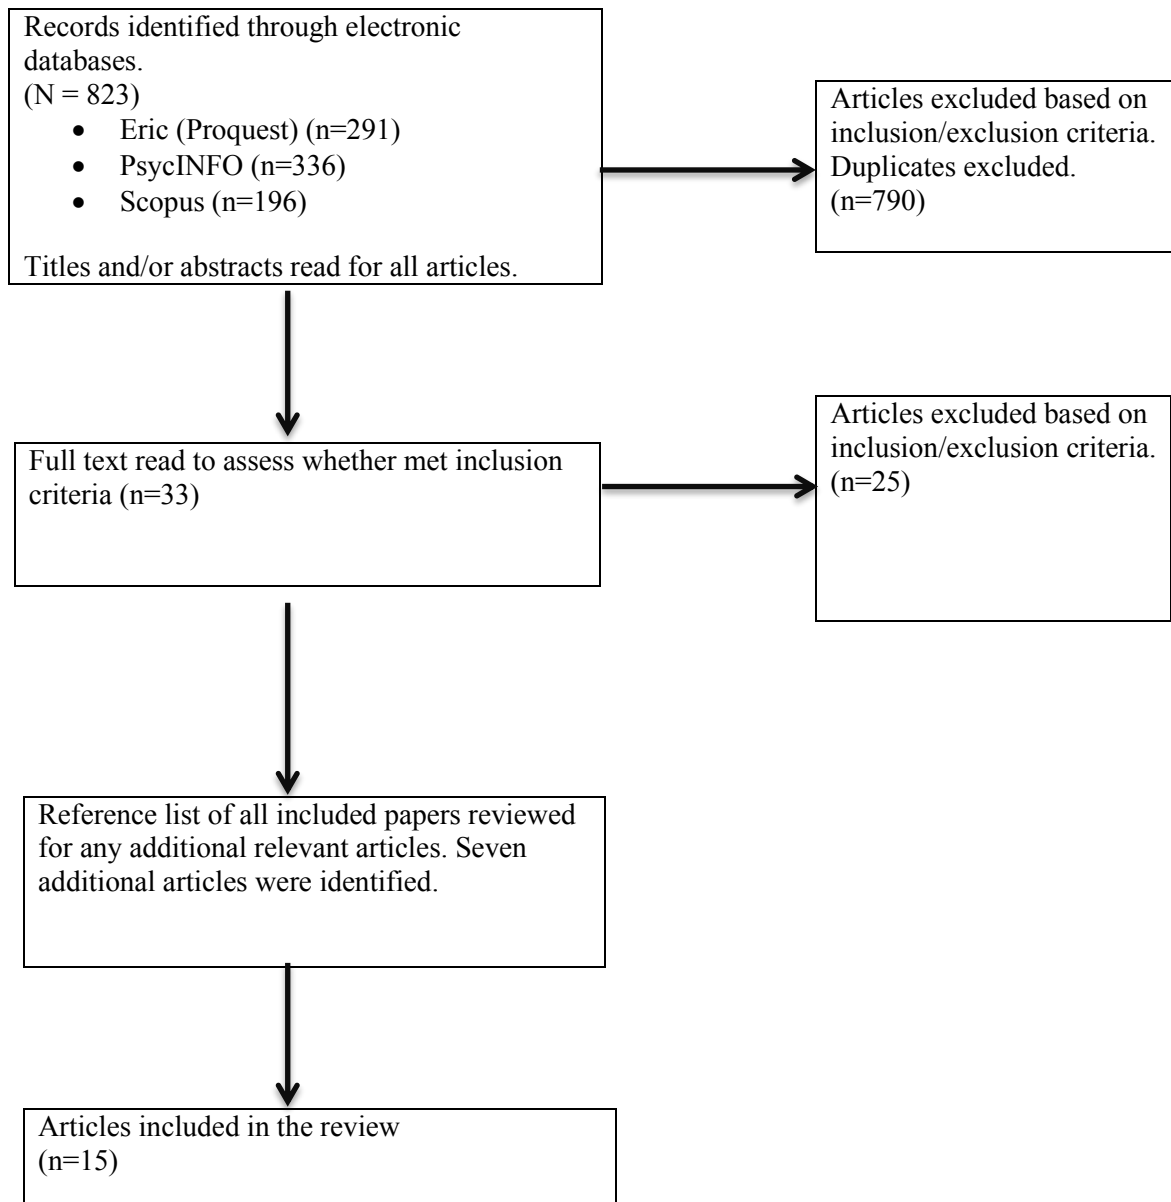 Records identified through electronic
databases.
(N = 823)
• Eric (Proquest) (n=291)
• PsycINFO (n=336)
• Scopus (n=196)
Titles and/or abstracts read for all articles.
Articles excluded based on
inclusion/exclusion criteria.
Duplicates excluded.
(n=790)
Full text read to assess whether met inclusion
criteria (n=33)
Articles excluded based on
inclusion/exclusion criteria.
(n=25)
Reference list of all included papers reviewed
for any additional relevant articles. Seven
additional articles were identified.
Articles included in the review
(n=15)